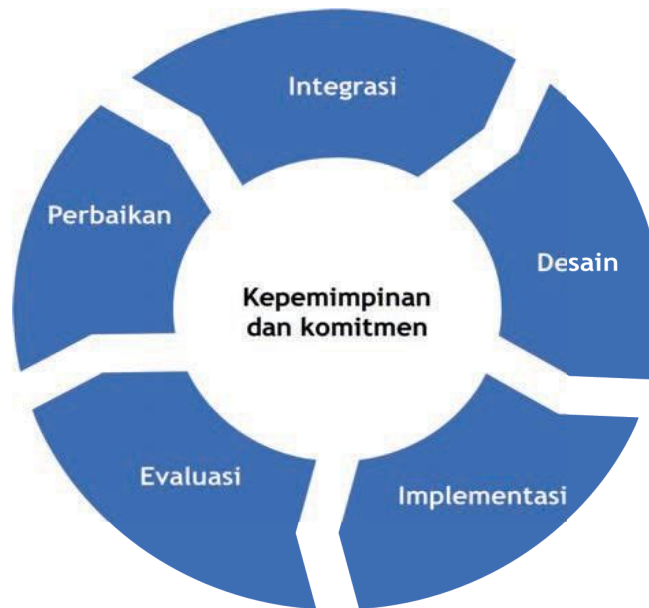 Integrasi
Desain
Implementasi
Evaluasi
Perbaikan
Kepemimpinan
dan komitmen